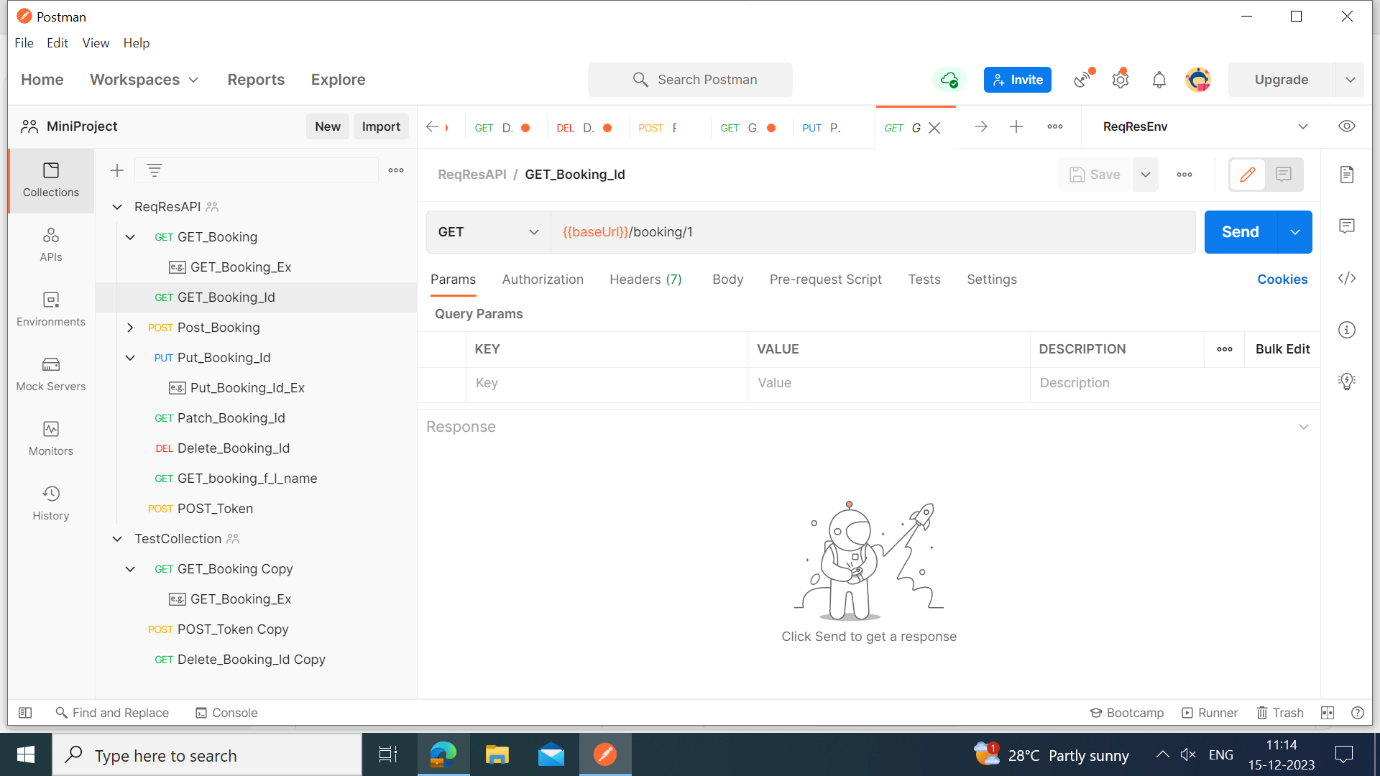 Postman
File Edit View Help
Home Workspaces Reports Explore Search Postman Invite Upgrade
MiniProject New Import GET D. DEL D. POST F GET G. PUT P. GET G ReqResEnv
Collections
APIs
Environments
Mock Servers
Monitors
History
ReqResAPI
GET GET_Booking
e.g. GET_Booking_Ex
GET GET_Booking_Id
POST Post_Booking
PUT Put_Booking_Id
e.g. Put_Booking_Id_Ex
GET Patch_Booking_Id
DEL Delete_Booking_Id
GET GET_booking_f_l_name
POST POST_Token
TestCollection
GET GET_Booking Copy
e.g. GET_Booking_Ex
POST POST_Token Copy
GET Delete_Booking_Id Copy
ReqResAPI / GET_Booking_Id Save
GET {{baseUrl}}/booking/1 Send
Params Authorization Headers (7) Body Pre-request Script Tests Settings Cookies
Query Params
KEY VALUE DESCRIPTION Bulk Edit
Key Value Description
Response
Click Send to get a response
Find and Replace Console Bootcamp Runner Trash
Type here to search 1 28°C Partly sunny ENG 11:14
15-12-2023